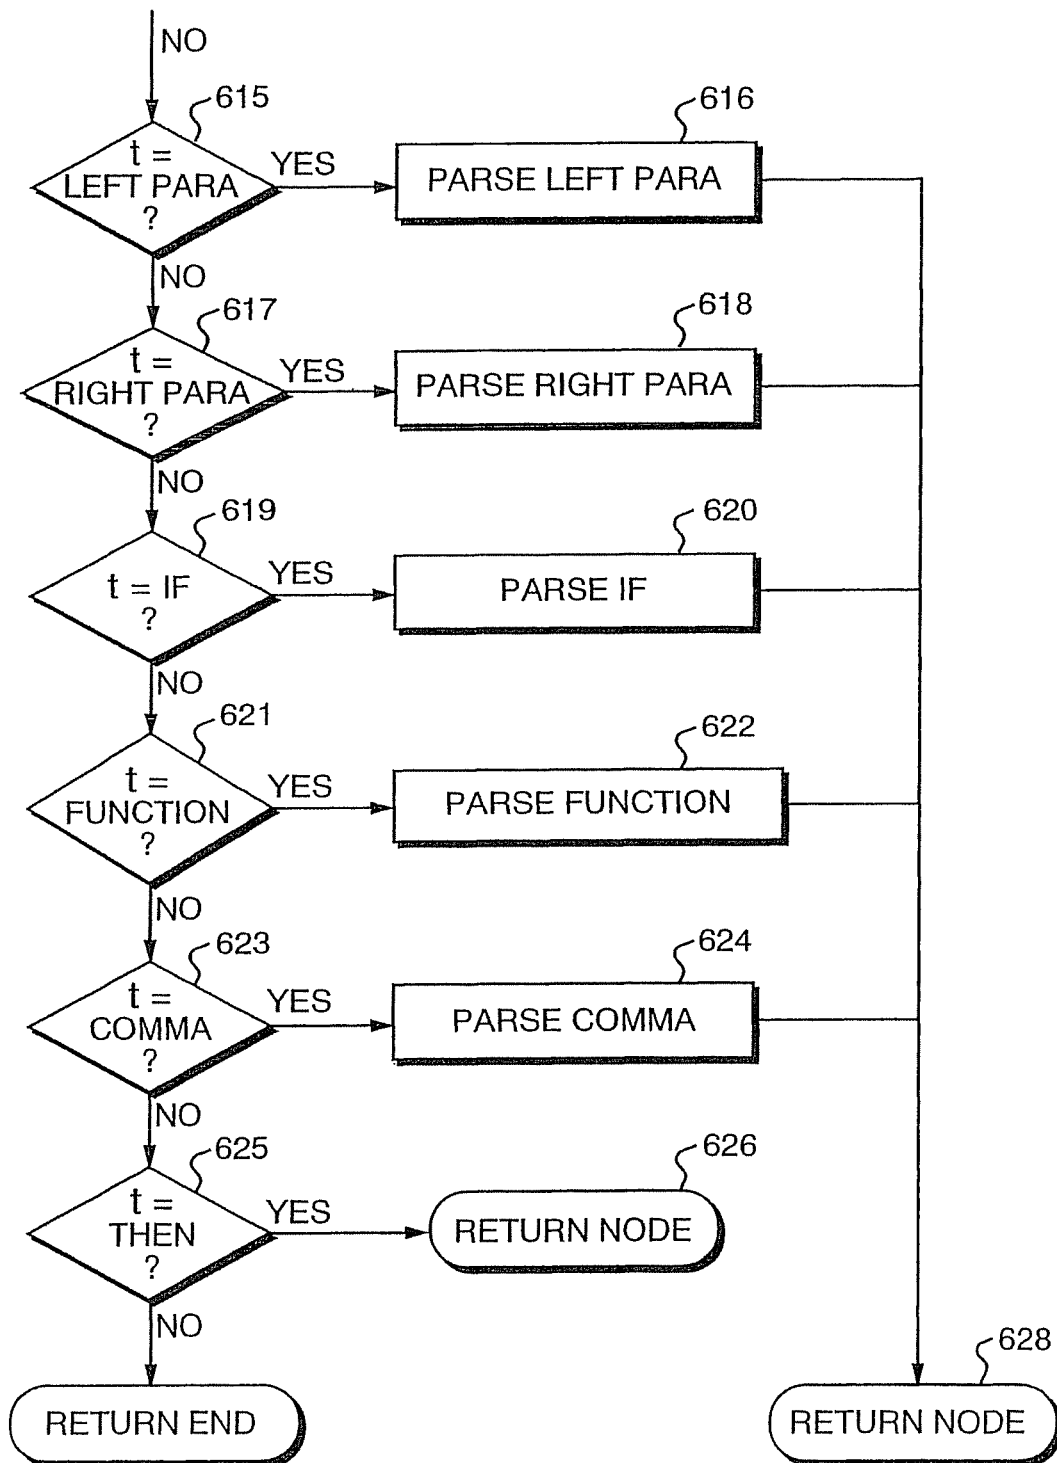 NO
615
t =
LEFT PARA
?
YES
616
PARSE LEFT PARA
NO
617
t =
RIGHT PARA
?
YES
618
PARSE RIGHT PARA
NO
619
t = IF
?
YES
620
PARSE IF
NO
621
t =
FUNCTION
?
YES
622
PARSE FUNCTION
NO
623
t =
COMMA
?
YES
624
PARSE COMMA
NO
625
t =
THEN
?
YES
626
RETURN NODE
NO
RETURN END
628
RETURN NODE